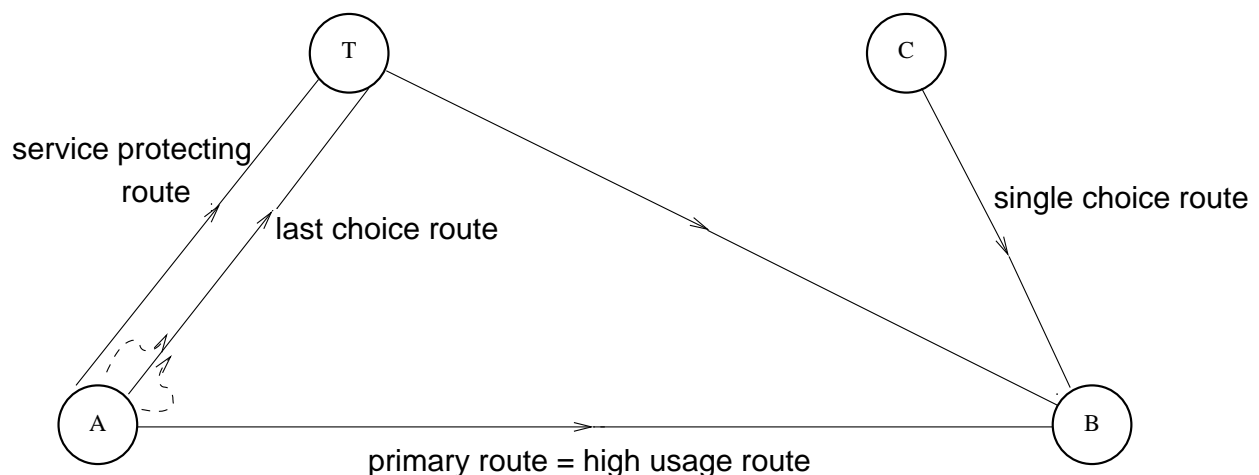 T
C
service protecting
route
single choice route
last choice route
A
B
primary route = high usage route